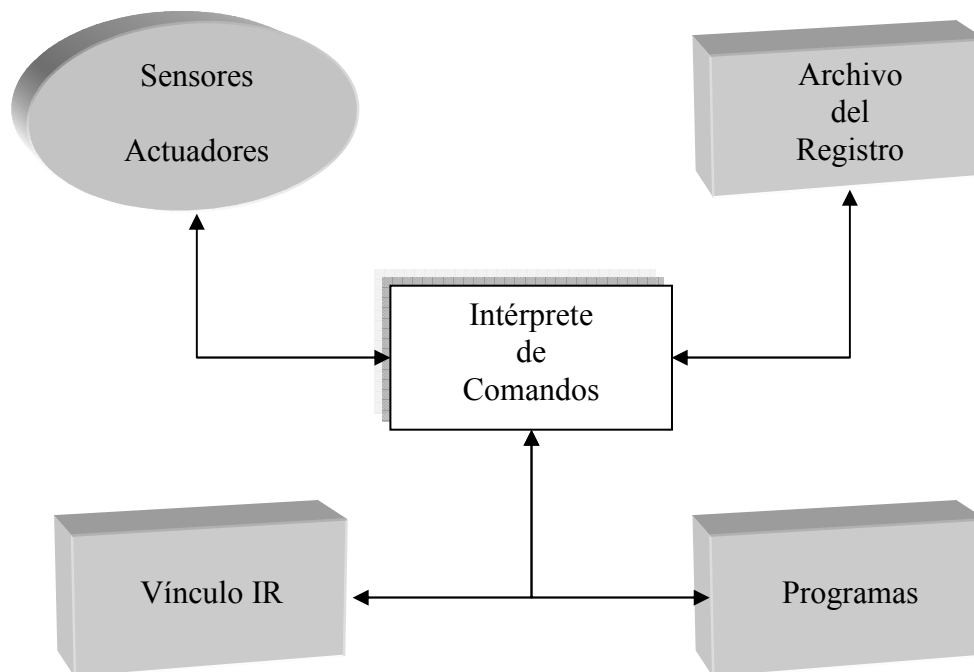 Sensores
Actuadores
Archivo
del
Registro
Intérprete
de
Comandos
Vínculo IR
Programas